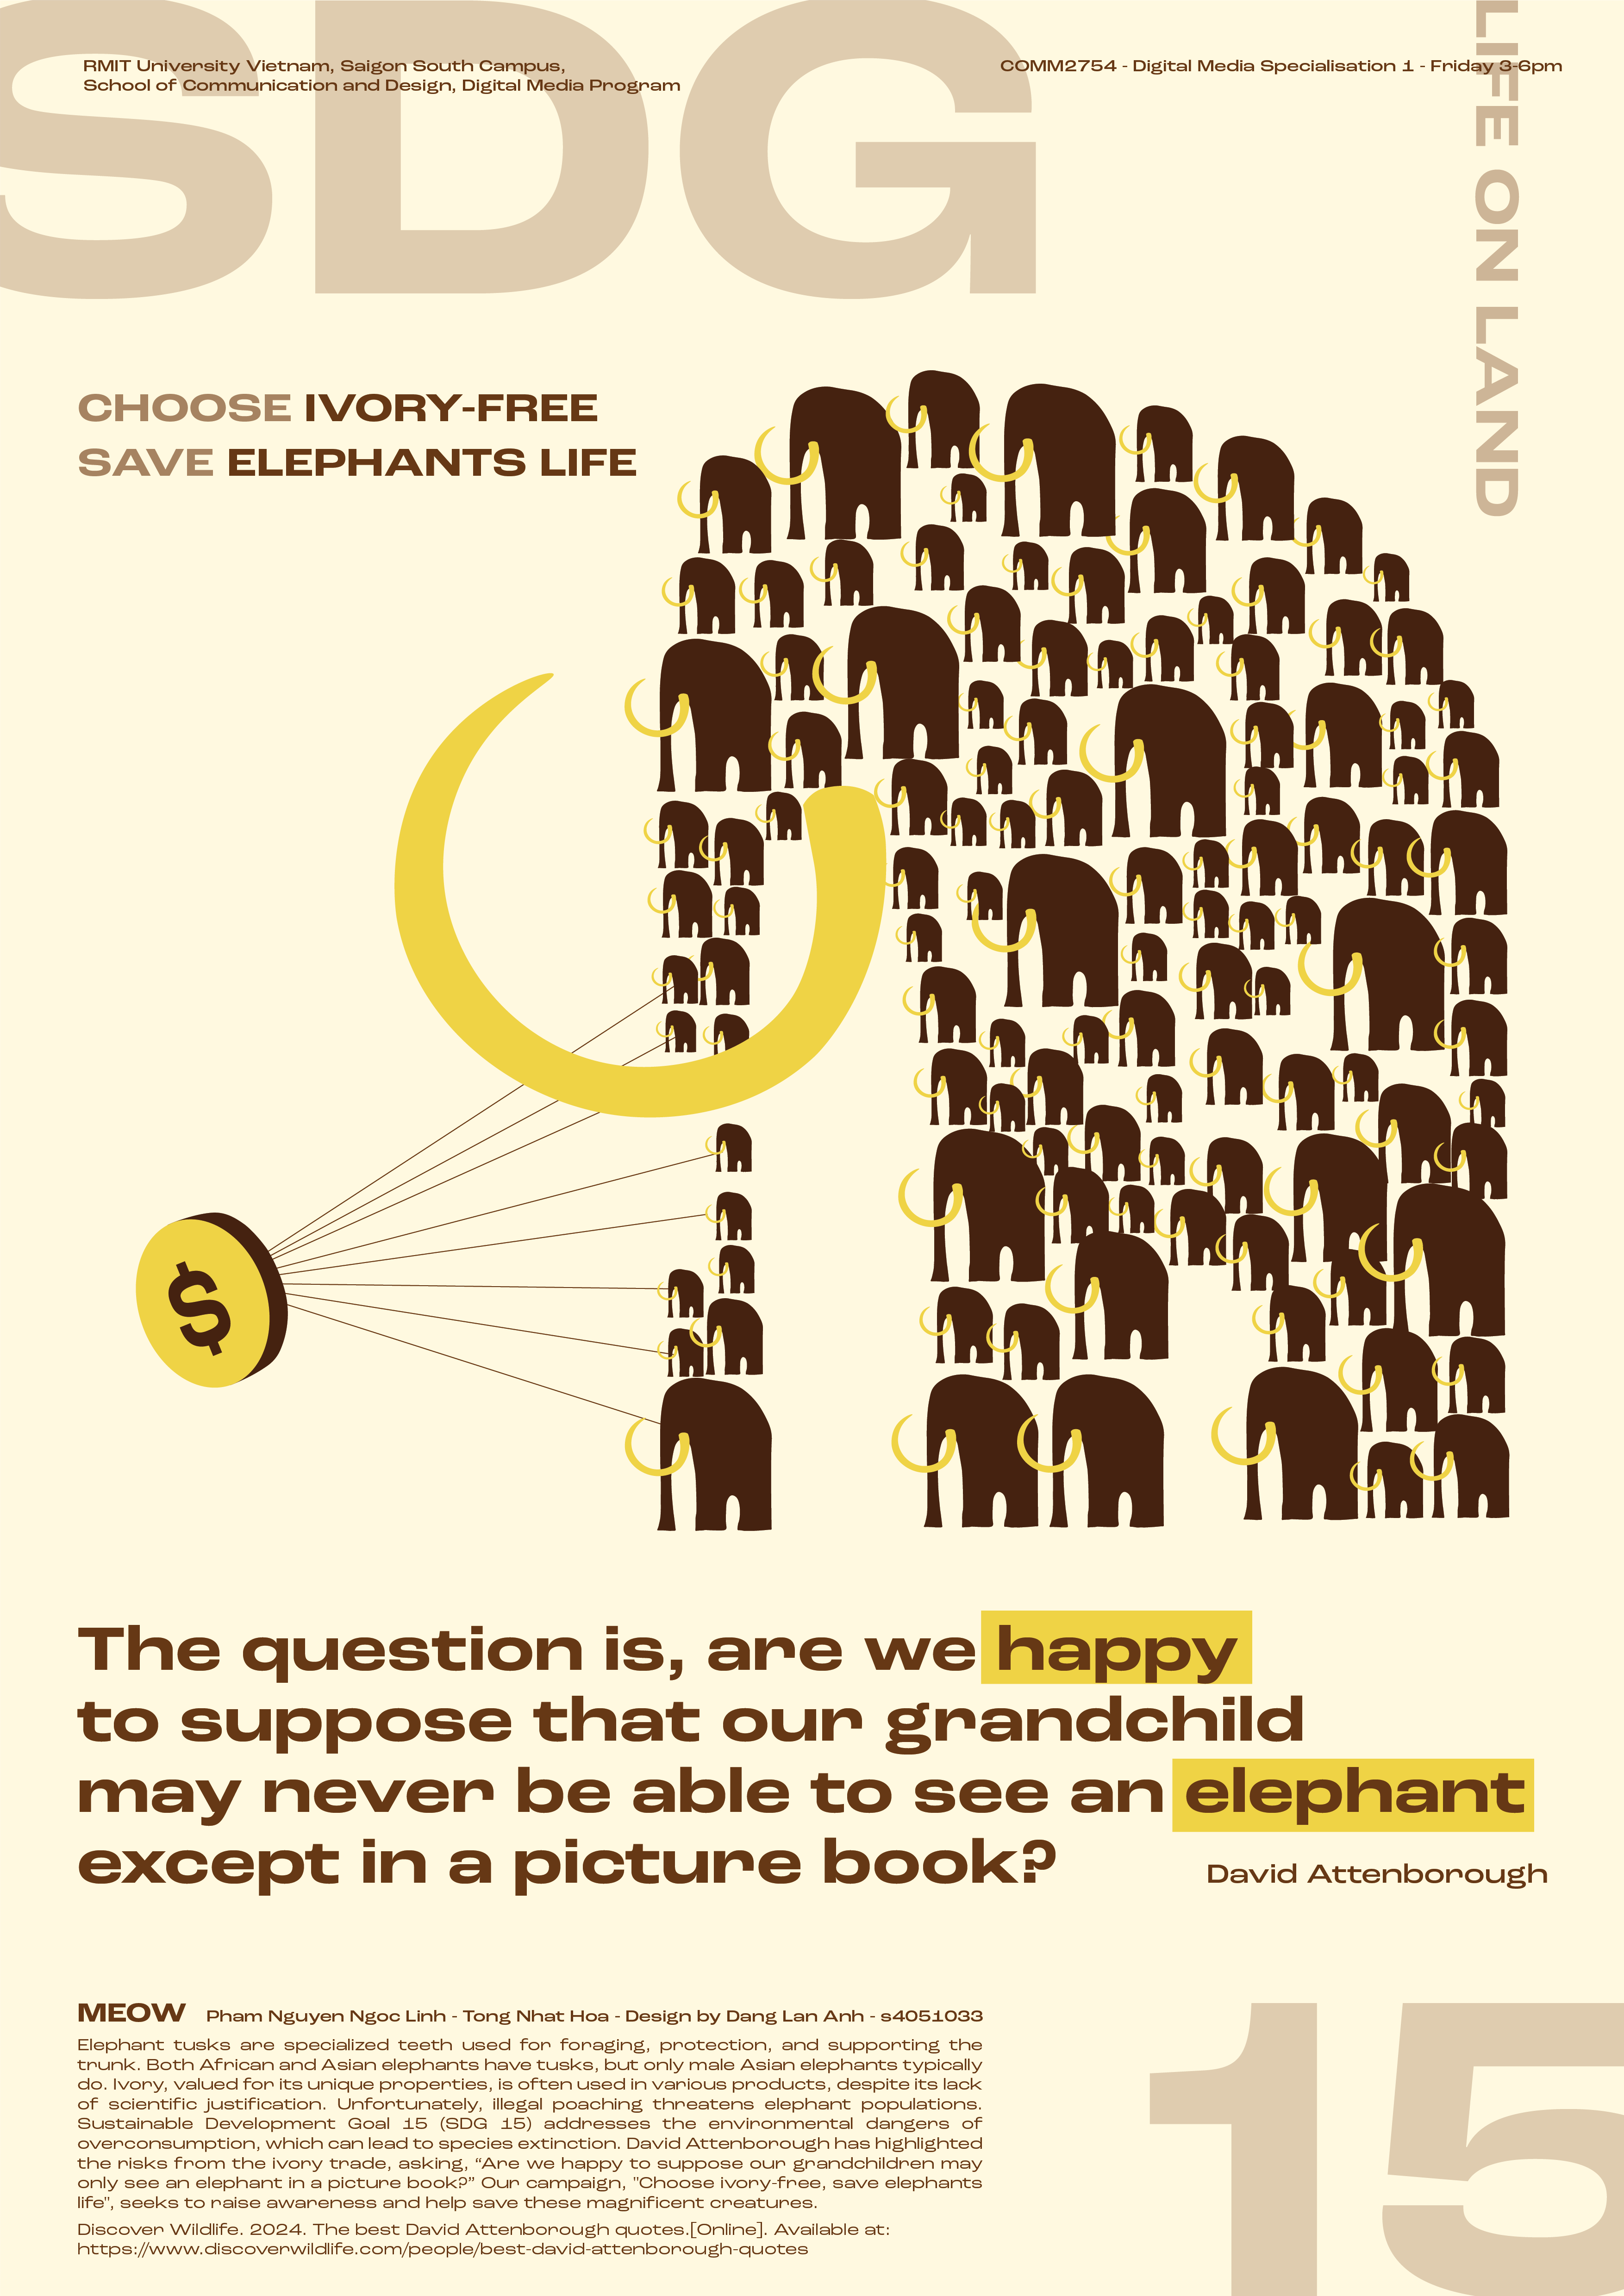 SDG
RMIT University Vietnam, Saigon South Campus,
School of Communication and Design, Digital Media Program
COMM2754 - Digital Media Specialisation 1 - Friday 3-6pm
LIFE ON LAND
CHOOSE IVORY-FREE
SAVE ELEPHANTS LIFE
$
The question is, are we happy
to suppose that our grandchild
may never be able to see an elephant
except in a picture book?
David Attenborough
MEOW Pham Nguyen Ngoc Linh - Tong Nhat Hoa - Design by Dang Lan Anh - s4051033
Elephant tusks are specialized teeth used for foraging, protection, and supporting the
trunk. Both African and Asian elephants have tusks, but only male Asian elephants typically
do. Ivory, valued for its unique properties, is often used in various products, despite its lack
of scientific justification. Unfortunately, illegal poaching threatens elephant populations.
Sustainable Development Goal 15 (SDG 15) addresses the environmental dangers of
overconsumption, which can lead to species extinction. David Attenborough has highlighted
the risks from the ivory trade, asking, “Are we happy to suppose our grandchildren may
only see an elephant in a picture book?” Our campaign, "Choose ivory-free, save elephants
life", seeks to raise awareness and help save these magnificent creatures.
Discover Wildlife. 2024. The best David Attenborough quotes.[Online]. Available at:
https://www.discoverwildlife.com/people/best-david-attenborough-quotes
15